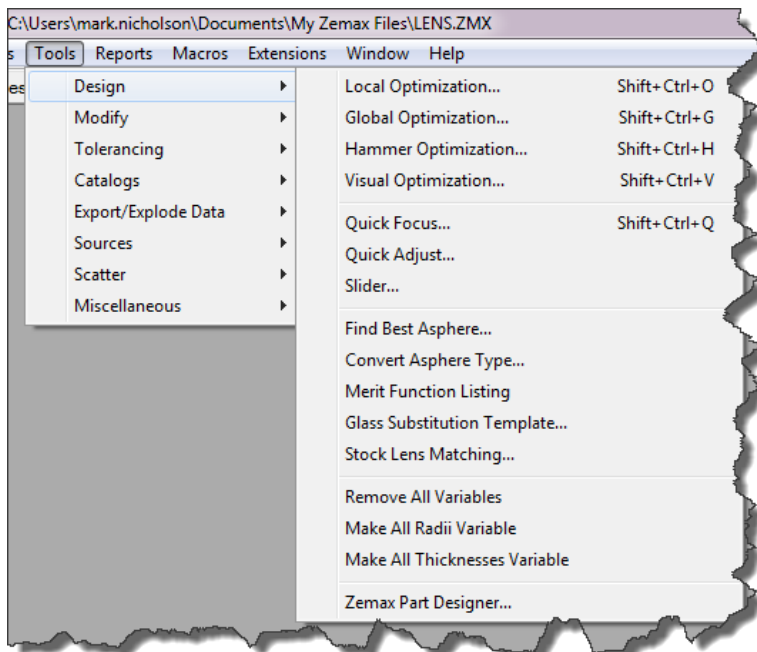 C:\Users\mark.nicholson\Documents\My Zemax Files\LENS.ZMX
s Tools Reports Macros Extensions Window Help
es
Design
Modify
Tolerancing
Catalogs
Export/Explode Data
Sources
Scatter
Miscellaneous
Local Optimization... Shift+Ctrl+O
Global Optimization... Shift+Ctrl+G
Hammer Optimization... Shift+Ctrl+H
Visual Optimization... Shift+Ctrl+V
Quick Focus... Shift+Ctrl+Q
Quick Adjust...
Slider...
Find Best Asphere...
Convert Asphere Type...
Merit Function Listing
Glass Substitution Template...
Stock Lens Matching...
Remove All Variables
Make All Radii Variable
Make All Thicknesses Variable
Zemax Part Designer...